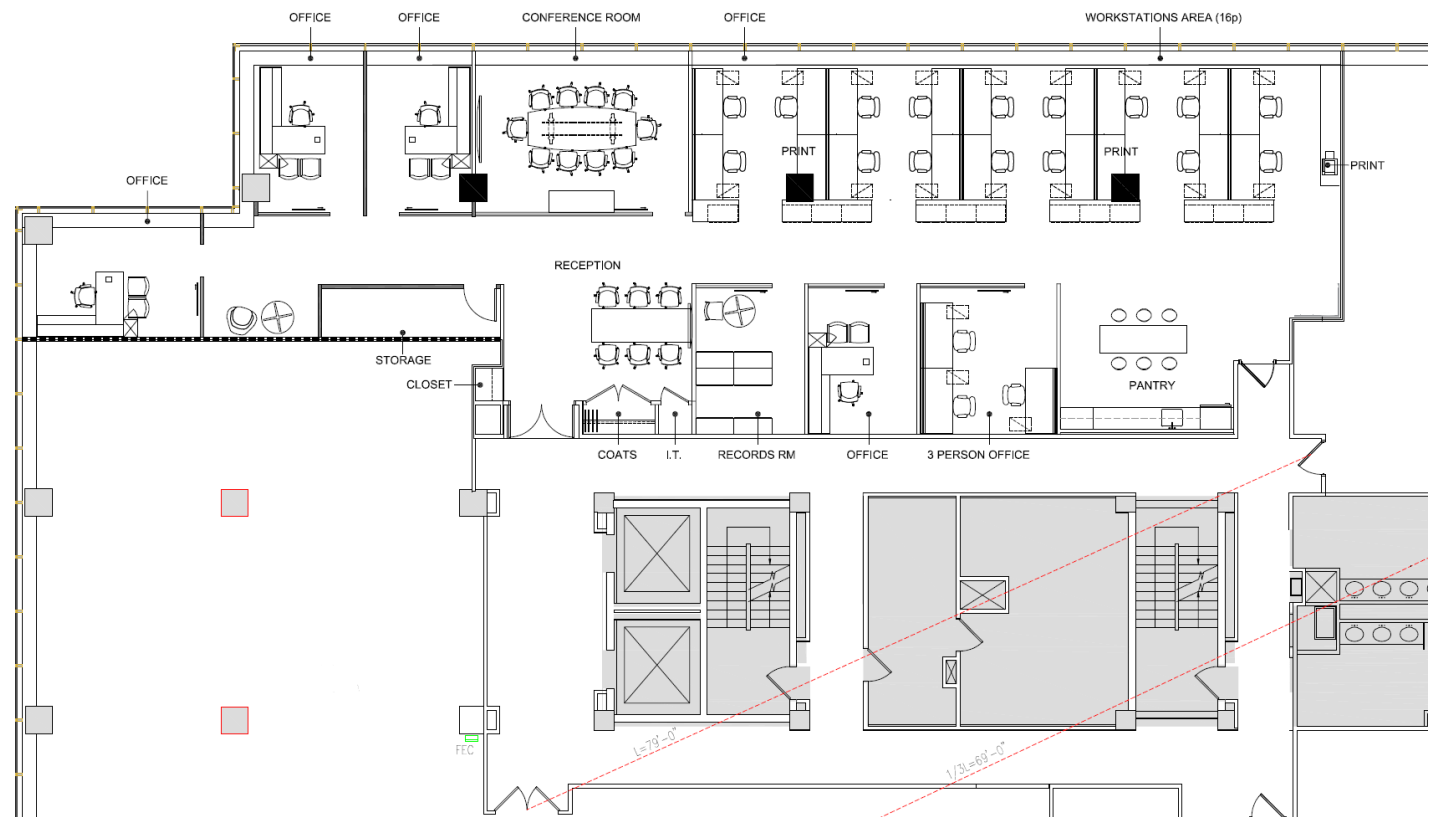 OFFICE
OFFICE
CONFERENCE ROOM
OFFICE
WORKSTATIONS AREA (16p)
PRINT
PRINT
PRINT
OFFICE
RECEPTION
STORAGE
CLOSET
PANTRY
COATS
I.T.
RECORDS RM
OFFICE
3 PERSON OFFICE
FEC
L=79'-0"
1/3L=69'-0"